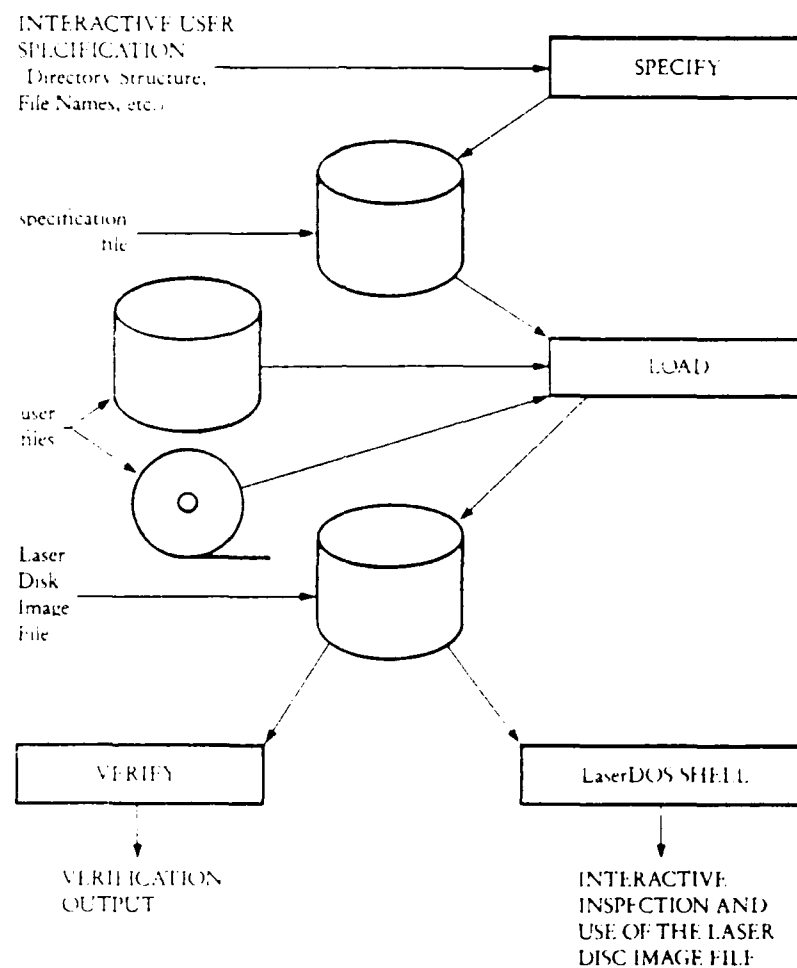 INTERACTIVE USER
SPECIFICATION
Directory Structure,
File Names, etc.)
SPECIFY
specification
file
LOAD
user
files
Laser
Disk
Image
File
VERIFY
LaserDOS SHELL
VERIFICATION
OUTPUT
INTERACTIVE
INSPECTION AND
USE OF THE LASER
DISC IMAGE FILE